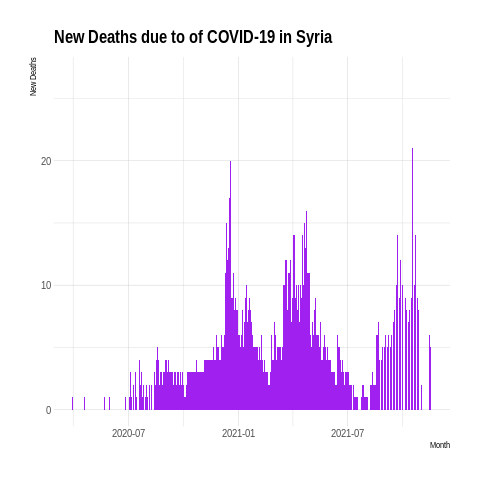 New Deaths due to of COVID-19 in Syria
New Deaths
20
10
0
2020-07
2021-01
2021-07
Month